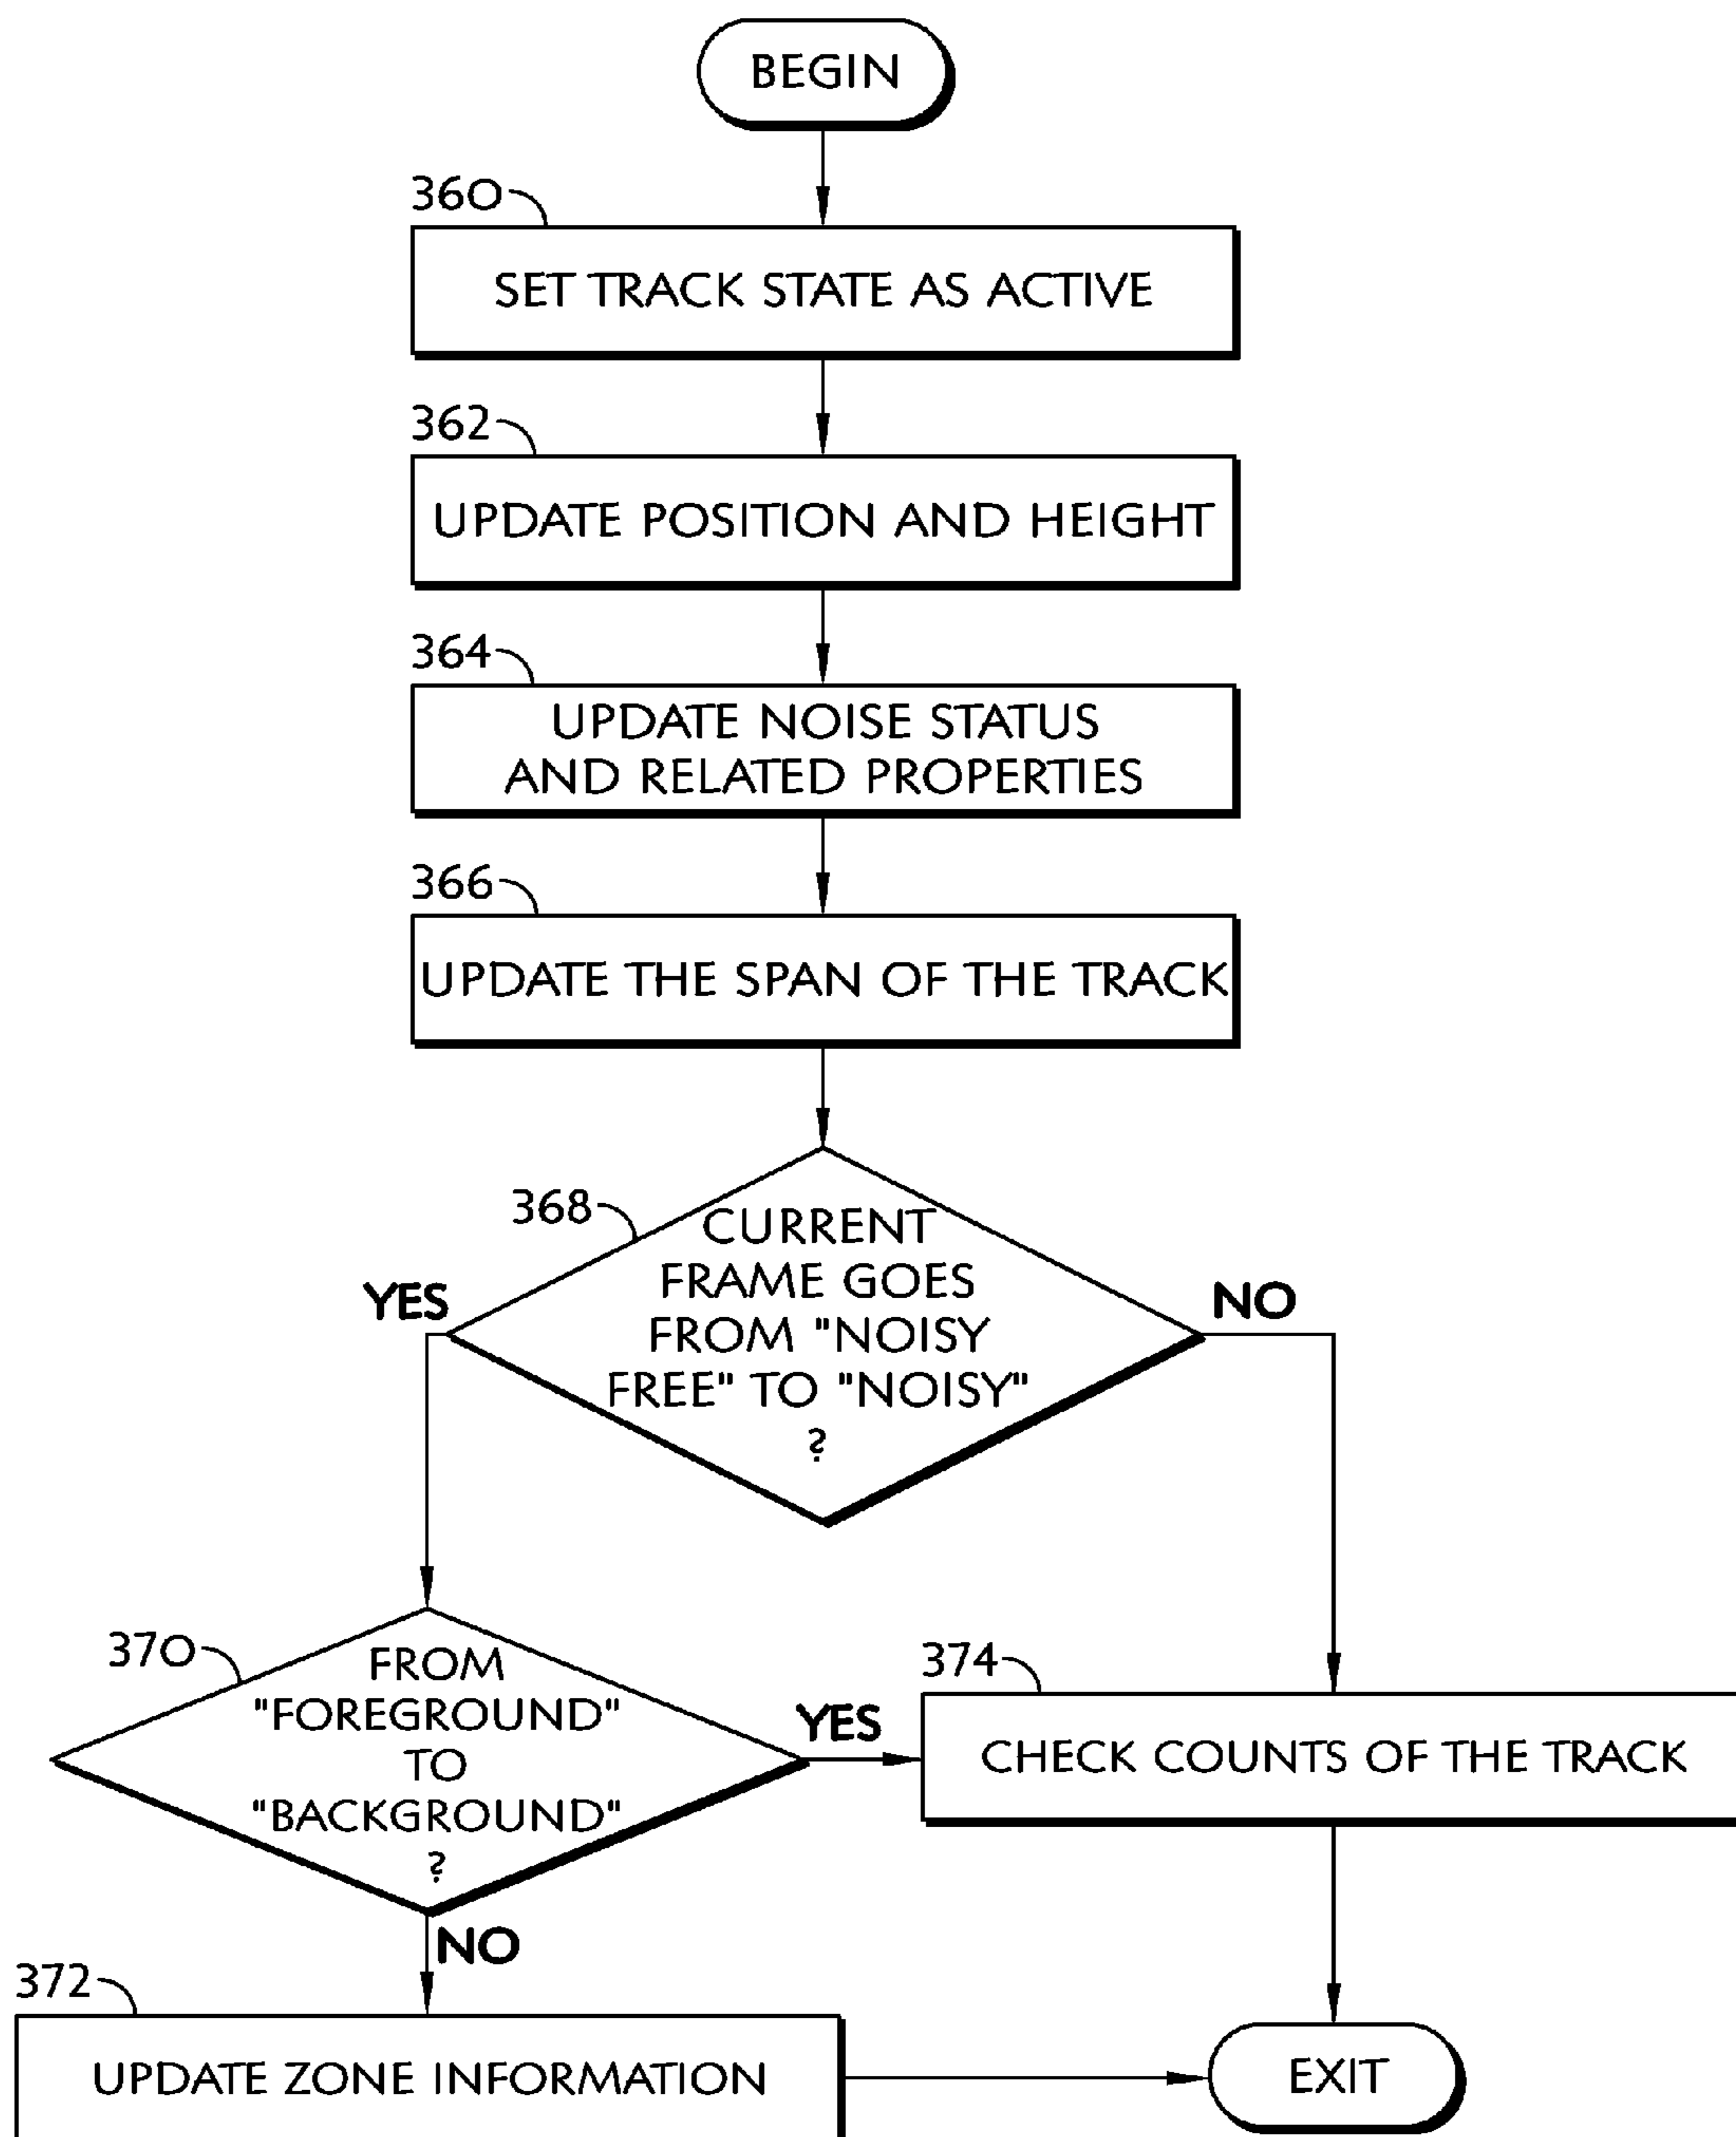 BEGIN
360
SET TRACK STATE AS ACTIVE
362
UPDATE POSITION AND HEIGHT
364
UPDATE NOISE STATUS
AND RELATED PROPERTIES
366
UPDATE THE SPAN OF THE TRACK
368
CURRENT
FRAME GOES
FROM "NOISY
FREE" TO "NOISY"
?
YES
NO
370
FROM
"FOREGROUND"
TO
"BACKGROUND"
?
YES
374
CHECK COUNTS OF THE TRACK
NO
372
UPDATE ZONE INFORMATION
EXIT